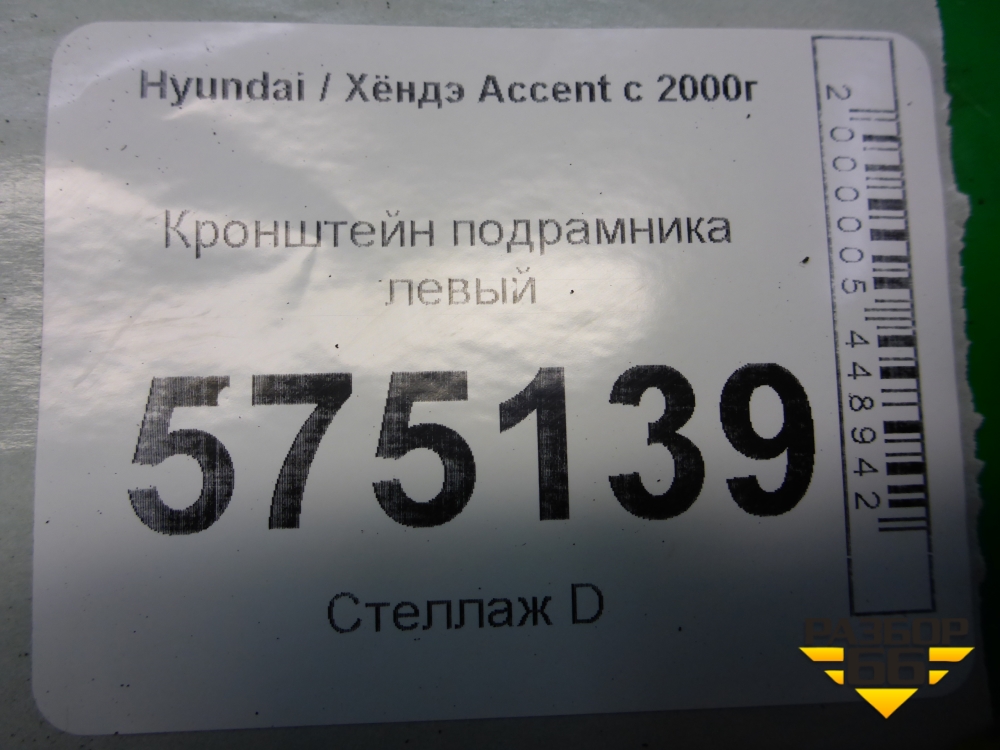 Hyundai / Хёндэ Accent с 2000г
Кронштейн подрамника
левый
575139
Стеллаж D
2000005448942
РАЗБОР
66